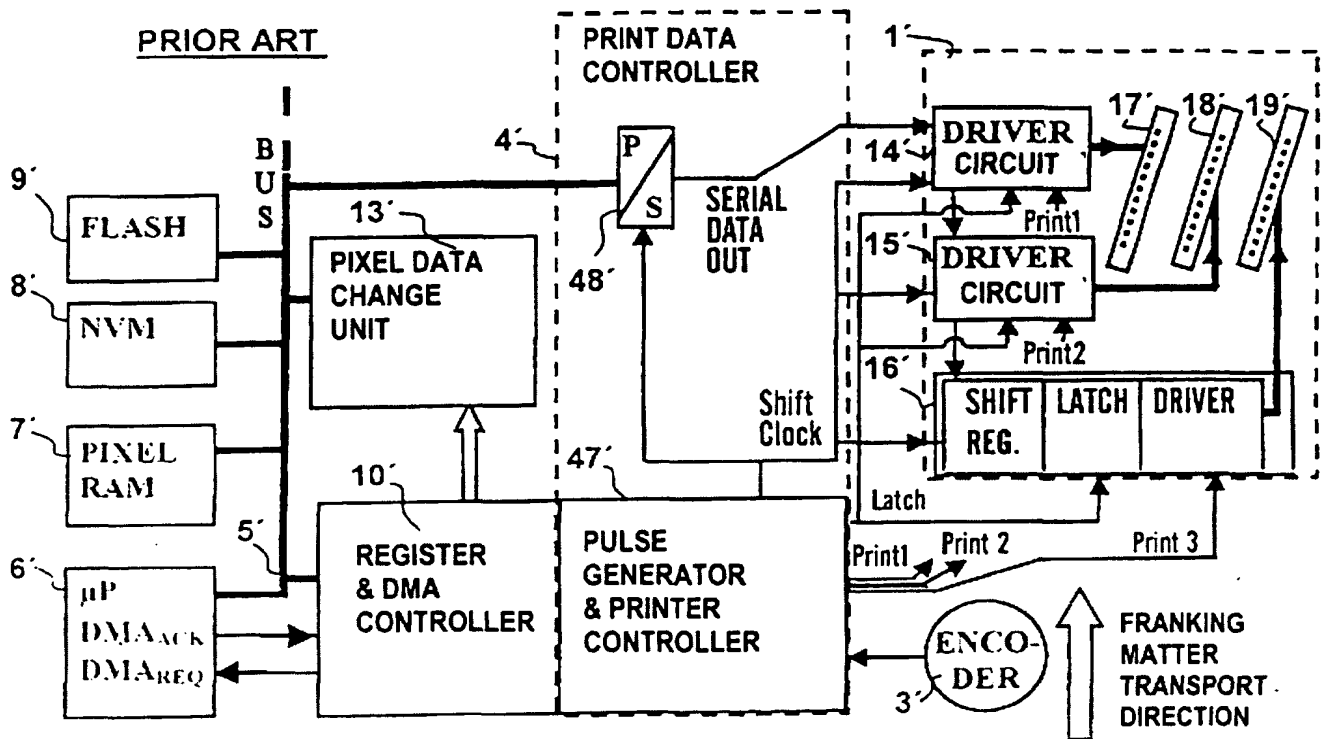 PRIOR ART
BUS
9´
FLASH
8´
NVM
7´
PIXEL
RAM
6´
µP
DMAACK
DMAREQ
5´
13´
PIXEL DATA
CHANGE
UNIT
10´
REGISTER
& DMA
CONTROLLER
PRINT DATA
CONTROLLER
4´
P
S
48´
SERIAL
DATA
OUT
Shift
Clock
47´
PULSE
GENERATOR
& PRINTER
CONTROLLER
1´
14´
DRIVER
CIRCUIT
Print1
15´
DRIVER
CIRCUIT
Print2
16´
SHIFT
REG.
LATCH
DRIVER
17´
18´
19´
Latch
Print1
Print 2
Print 3
ENCO-
DER
3´
FRANKING
MATTER
TRANSPORT
DIRECTION